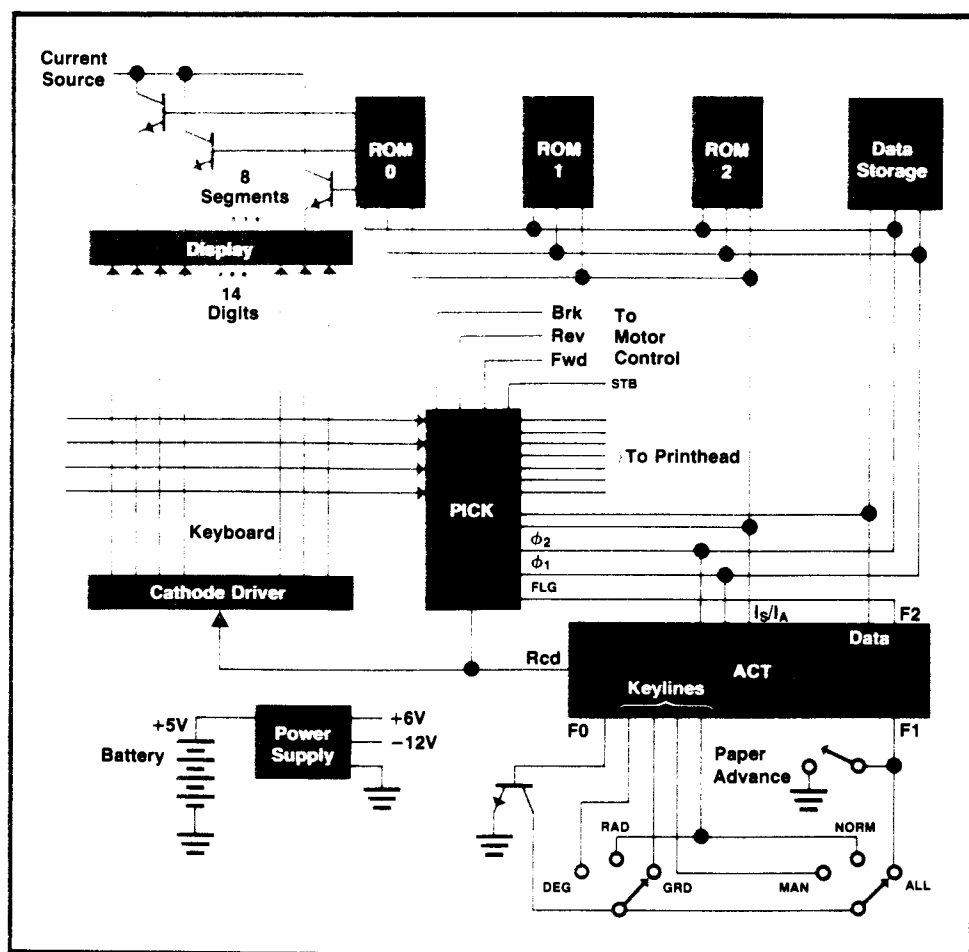 Current
Source
ROM
0
ROM
1
ROM
2
Data
Storage
8
Segments
Display
14
Digits
Brk
Rev
Fwd
To
Motor
Control
STB
To Printhead
PICK
Keyboard
ϕ2
ϕ1
FLG
Cathode Driver
IS/IA
F2
Data
Rcd
ACT
Keylines
F0
F1
+5V
Battery
Power
Supply
+6V
−12V
Paper
Advance
RAD
NORM
DEG
GRD
MAN
ALL